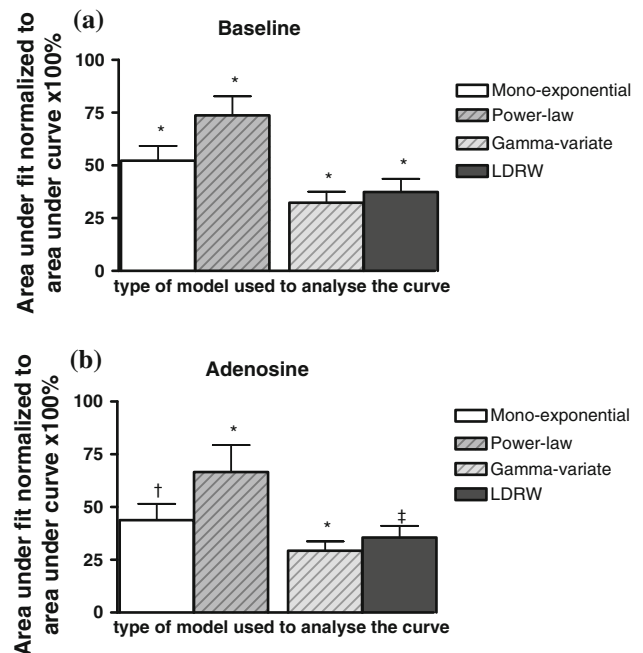 (a)
Baseline
Area under fit normalized to
area under curve x100%
100
75
50
25
0
*
*
*
*
type of model used to analyse the curve
Mono-exponential
Power-law
Gamma-variate
LDRW
(b)
Adenosine
Area under fit normalized to
area under curve x100%
100
75
50
25
0
†
*
*
‡
type of model used to analyse the curve
Mono-exponential
Power-law
Gamma-variate
LDRW